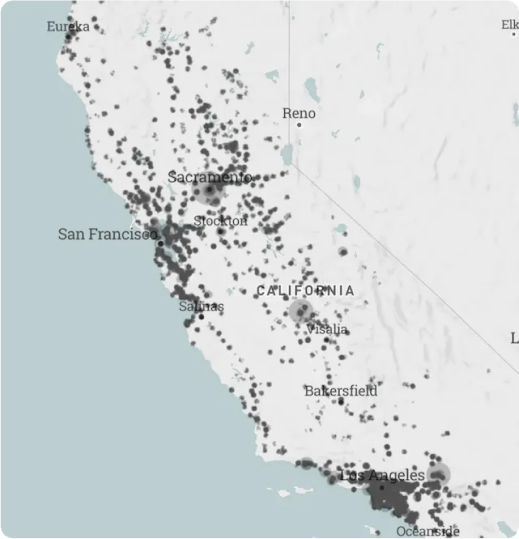 Eureka
Elk
Reno
Sacramento
Stockton
San Francisco
CALIFORNIA
Salinas
Visalia
L
Bakersfield
Los Angeles
Oceanside